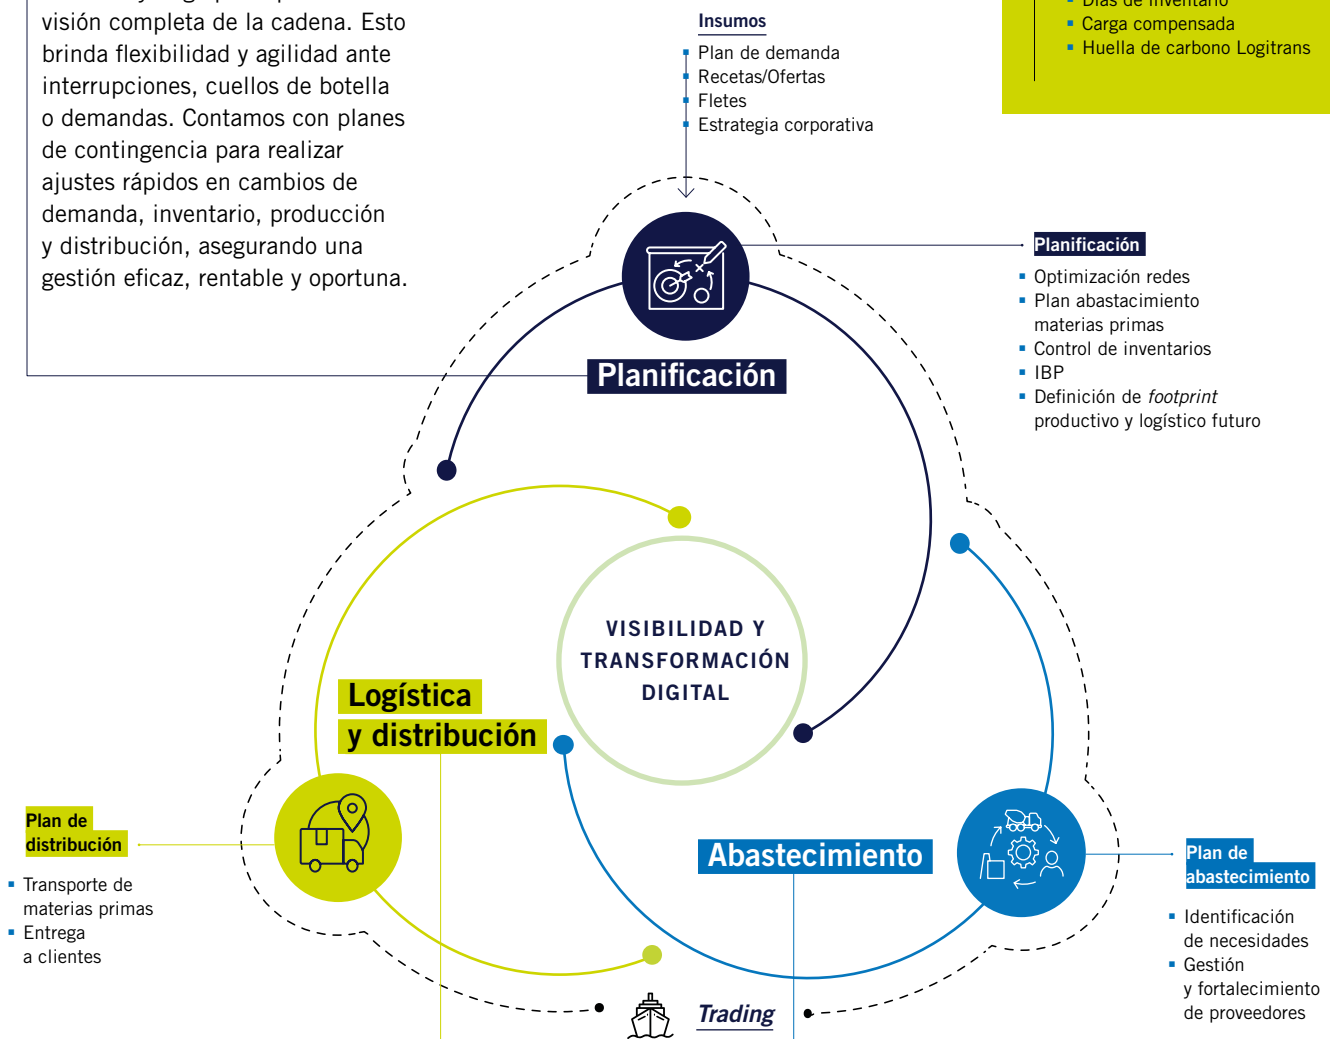 visión completa de la cadena. Esto
brinda flexibilidad y agilidad ante
interrupciones, cuellos de botella
o demandas. Contamos con planes
de contingencia para realizar
ajustes rápidos en cambios de
demanda, inventario, producción
y distribución, asegurando una
gestión eficaz, rentable y oportuna.
Insumos
Plan de demanda
Recetas/Ofertas
Fletes
Estrategia corporativa
Días de inventario
Carga compensada
Huella de carbono Logitrans
Planificación
Optimización redes
Plan abastacimiento
materias primas
Control de inventarios
IBP
Definición de footprint
productivo y logístico futuro
Planificación
VISIBILIDAD Y
TRANSFORMACIÓN
DIGITAL
Logística
y distribución
Plan de
distribución
Transporte de
materias primas
Entrega
a clientes
Abastecimiento
Plan de
abastecimiento
Identificación
de necesidades
Gestión
y fortalecimiento
de proveedores
Trading